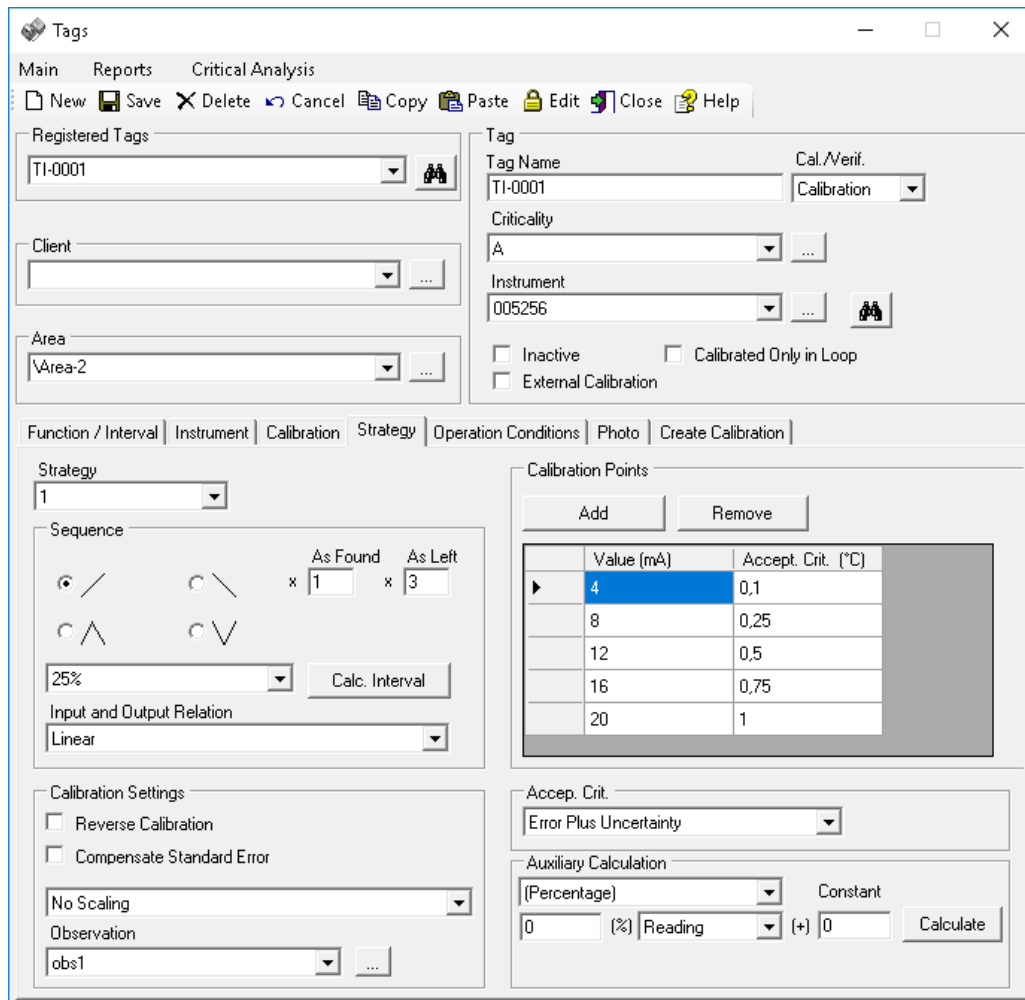 Tags
Main Reports Critical Analysis
New Save Delete Cancel Copy Paste Edit Close Help
Registered Tags
TI-0001
Client
...
Area
\Area-2
...
Tag
Tag Name Cal./Verif.
TI-0001 Calibration
Criticality
A ...
Instrument
005256 ...
Inactive Calibrated Only in Loop
External Calibration
Function / Interval Instrument Calibration Strategy Operation Conditions Photo Create Calibration
Strategy
1
Sequence
As Found As Left
x 1 x 3
25% Calc. Interval
Input and Output Relation
Linear
Calibration Points
Add Remove
Value (mA) Accept. Crit. (°C)
4 0,1
8 0,25
12 0,5
16 0,75
20 1
Calibration Settings
Reverse Calibration
Compensate Standard Error
No Scaling
Observation
obs1 ...
Accep. Crit.
Error Plus Uncertainty
Auxiliary Calculation
(Percentage) Constant
0 (%) Reading (+) 0 Calculate